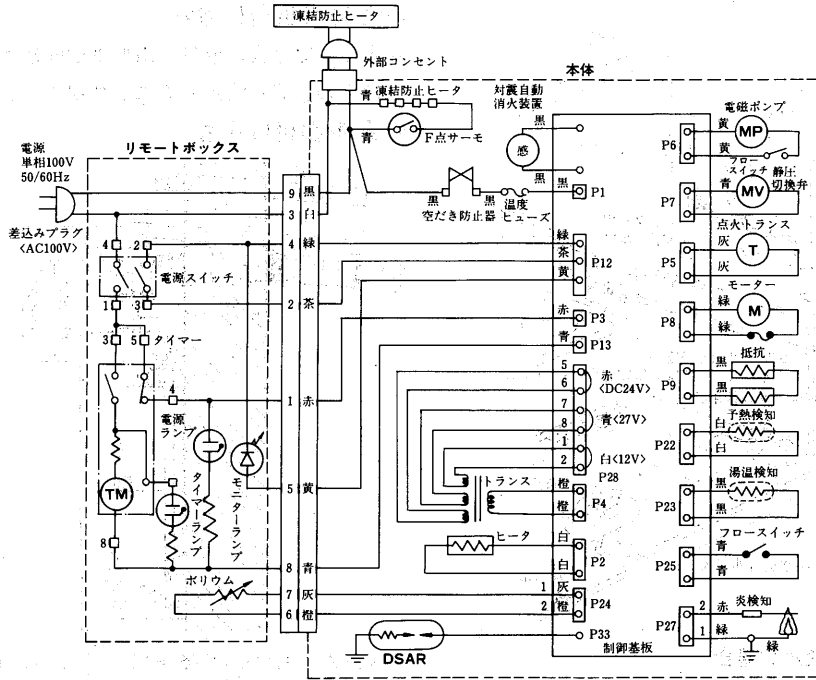 凍結防止ヒータ
外部コンセント
本体
青 凍結防止ヒータ
青 F点サーモ
対震自動
消火装置
黒
感
黒
黒 P1
黒 黒 温度
空だき防止器 ヒューズ
リモートボックス
電源
単相100V
50/60Hz
差込みプラグ
<AC100V>
9 黒
3 白
4 緑
2 茶
1 赤
5 黄
8 青
7 灰
6 橙
4 2
電源スイッチ
1 3
3 5 タイマー
4
電源
ランプ
TM
タイマーランプ
モニターランプ
8
ボリウム
緑
茶 P12
黄
赤 P3
青 P13
5 赤
6 <DC24V>
7
8 青<27V>
1
2 白<12V>
P28
トランス
橙 P4
橙
ヒータ 白
白 P2
1 灰
2 橙 P24
P33
DSAR
制御基板
電磁ポンプ
黄 MP
P6
黄 フロー
スイッチ 静圧
切換弁
青 MV
P7
点火トランス
灰 T
P5
灰
モーター
緑 M
P8
緑
抵抗
黒
P9
黒
予熱検知
白
P22
白
湯温検知
黒
P23
黒
フロースイッチ
青
P25
青
炎検知
2 赤
P27
1 緑
緑